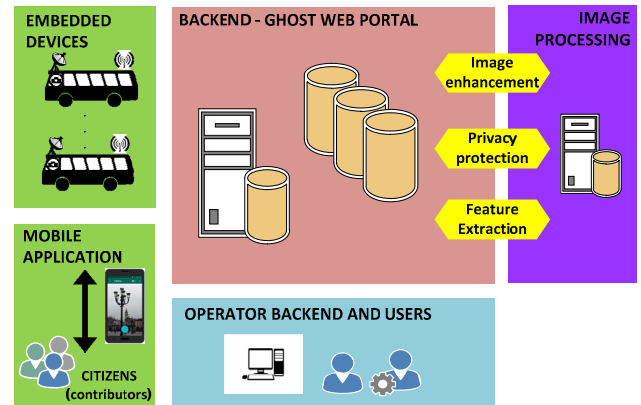 EMBEDDED
DEVICES
BACKEND - GHOST WEB PORTAL
IMAGE
PROCESSING
Image
enhancement
Privacy
protection
Feature
Extraction
MOBILE
APPLICATION
CITIZENS
(contributors)
OPERATOR BACKEND AND USERS